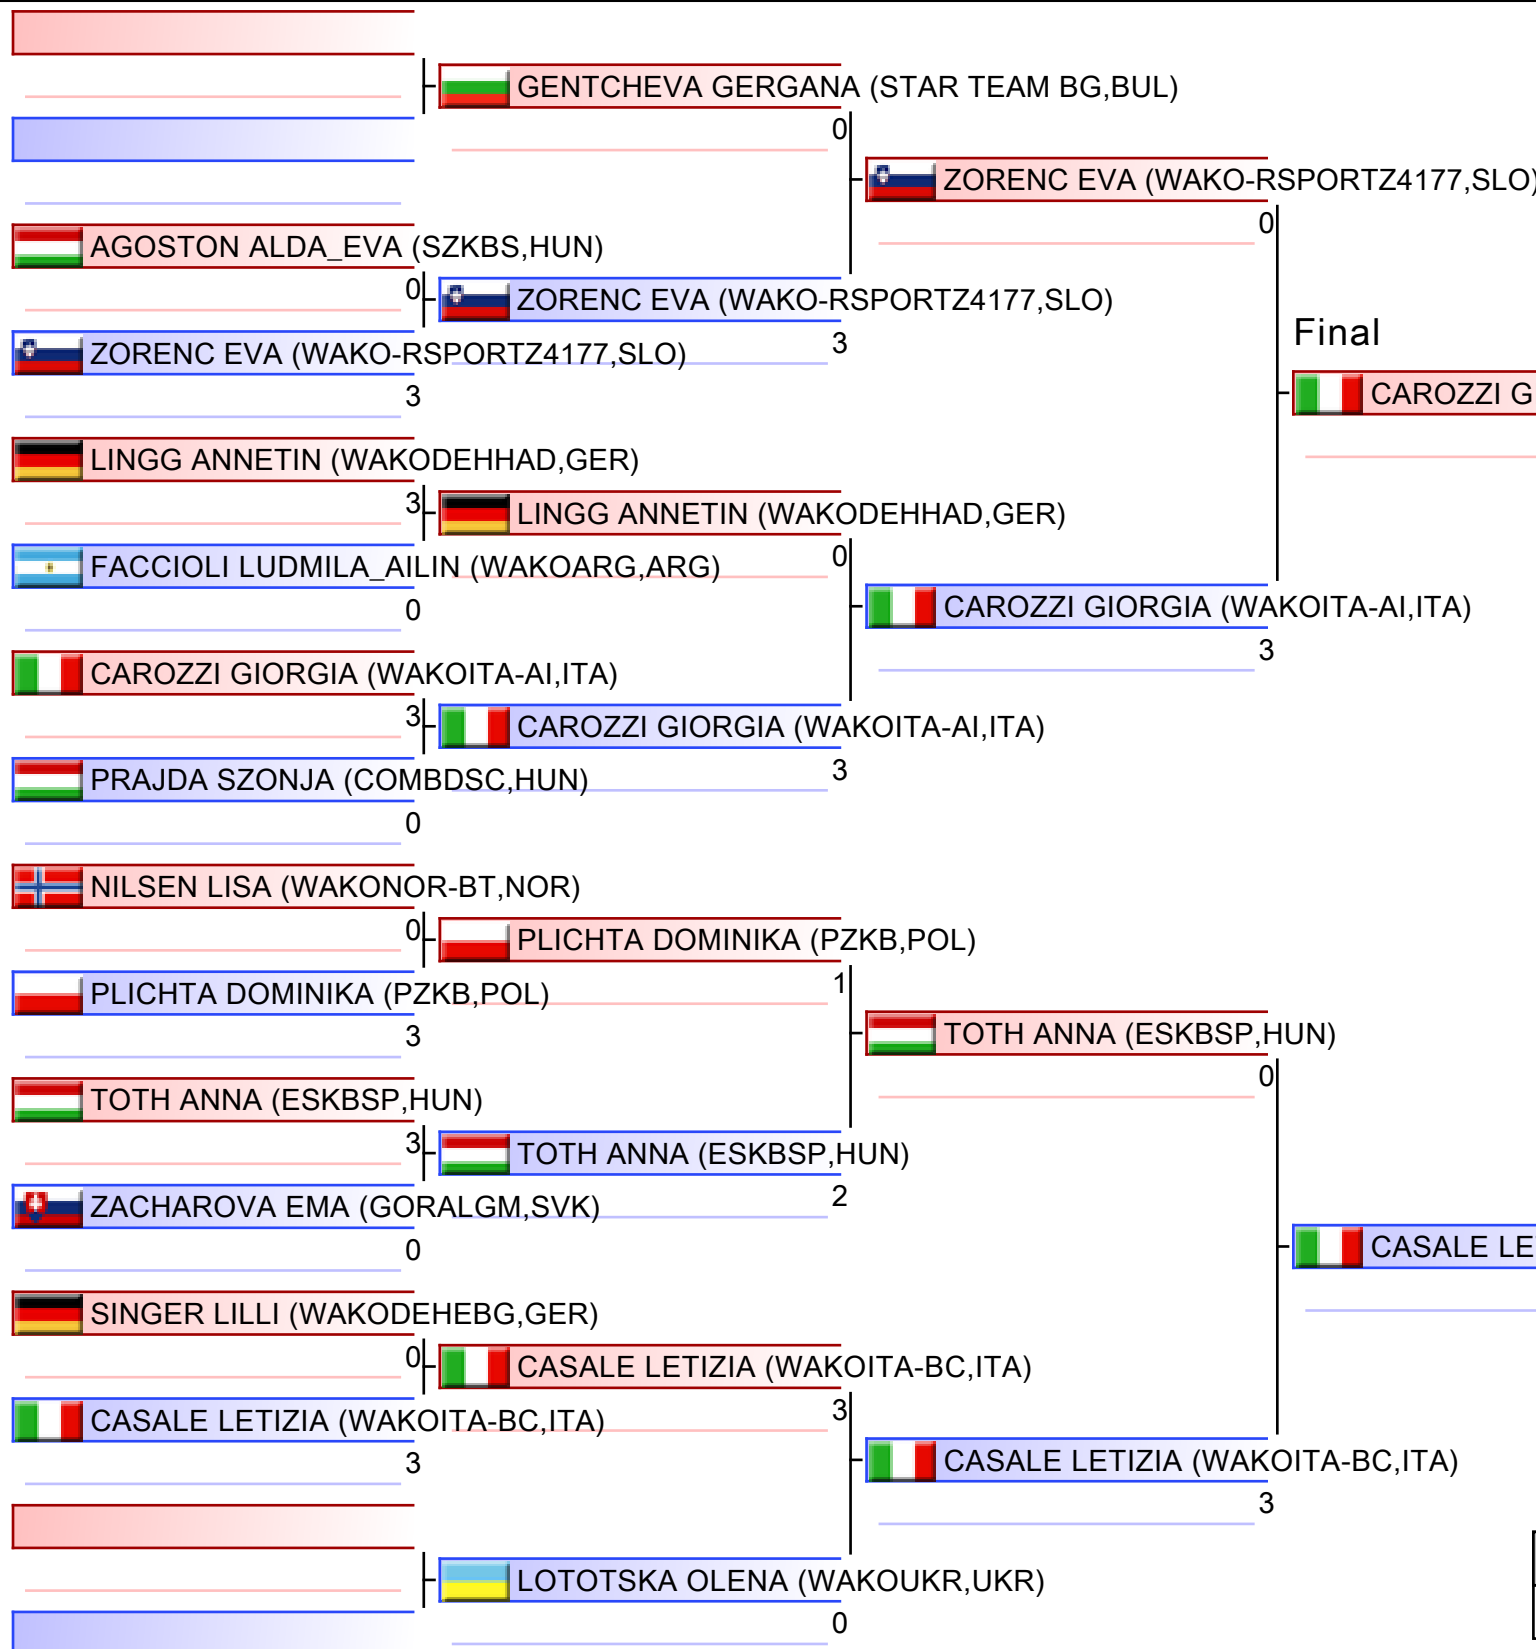 GENTCHEVA GERGANA (STAR TEAM BG,BUL)
0
ZORENC EVA (WAKO-RSPORTZ4177,SLO)
0
AGOSTON ALDA_EVA (SZKBS,HUN)
0
ZORENC EVA (WAKO-RSPORTZ4177,SLO)
3
ZORENC EVA (WAKO-RSPORTZ4177,SLO)
3
Final
CAROZZI G
LINGG ANNETIN (WAKODEHHAD,GER)
3
LINGG ANNETIN (WAKODEHHAD,GER)
0
FACCIOLI LUDMILA_AILIN (WAKOARG,ARG)
0
CAROZZI GIORGIA (WAKOITA-AI,ITA)
3
CAROZZI GIORGIA (WAKOITA-AI,ITA)
3
CAROZZI GIORGIA (WAKOITA-AI,ITA)
3
PRAJDA SZONJA (COMBDSC,HUN)
0
NILSEN LISA (WAKONOR-BT,NOR)
0
PLICHTA DOMINIKA (PZKB,POL)
1
PLICHTA DOMINIKA (PZKB,POL)
3
TOTH ANNA (ESKBSP,HUN)
0
TOTH ANNA (ESKBSP,HUN)
3
TOTH ANNA (ESKBSP,HUN)
2
ZACHAROVA EMA (GORALGM,SVK)
0
CASALE LE
SINGER LILLI (WAKODEHEBG,GER)
0
CASALE LETIZIA (WAKOITA-BC,ITA)
3
CASALE LETIZIA (WAKOITA-BC,ITA)
3
CASALE LETIZIA (WAKOITA-BC,ITA)
3
LOTOTSKA OLENA (WAKOUKR,UKR)
0